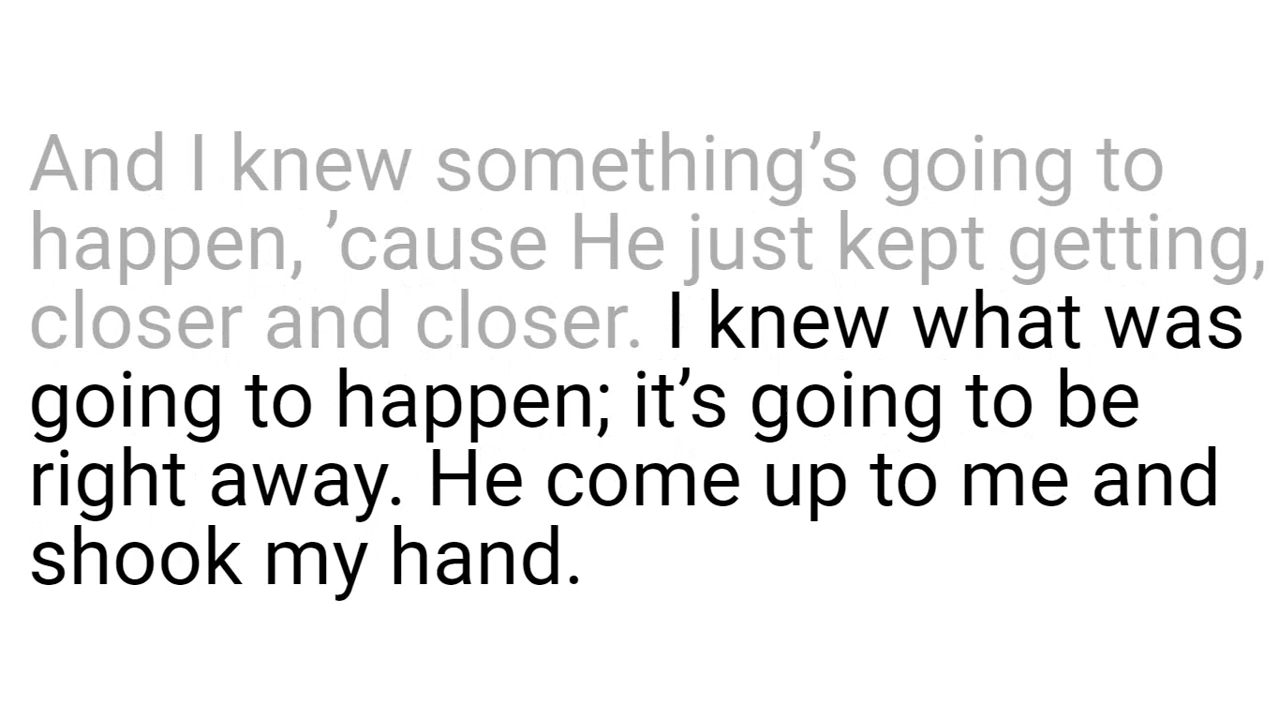 And I knew something’s going to
happen, ’cause He just kept getting,
closer and closer. I knew what was
going to happen; it’s going to be
right away. He come up to me and
shook my hand.